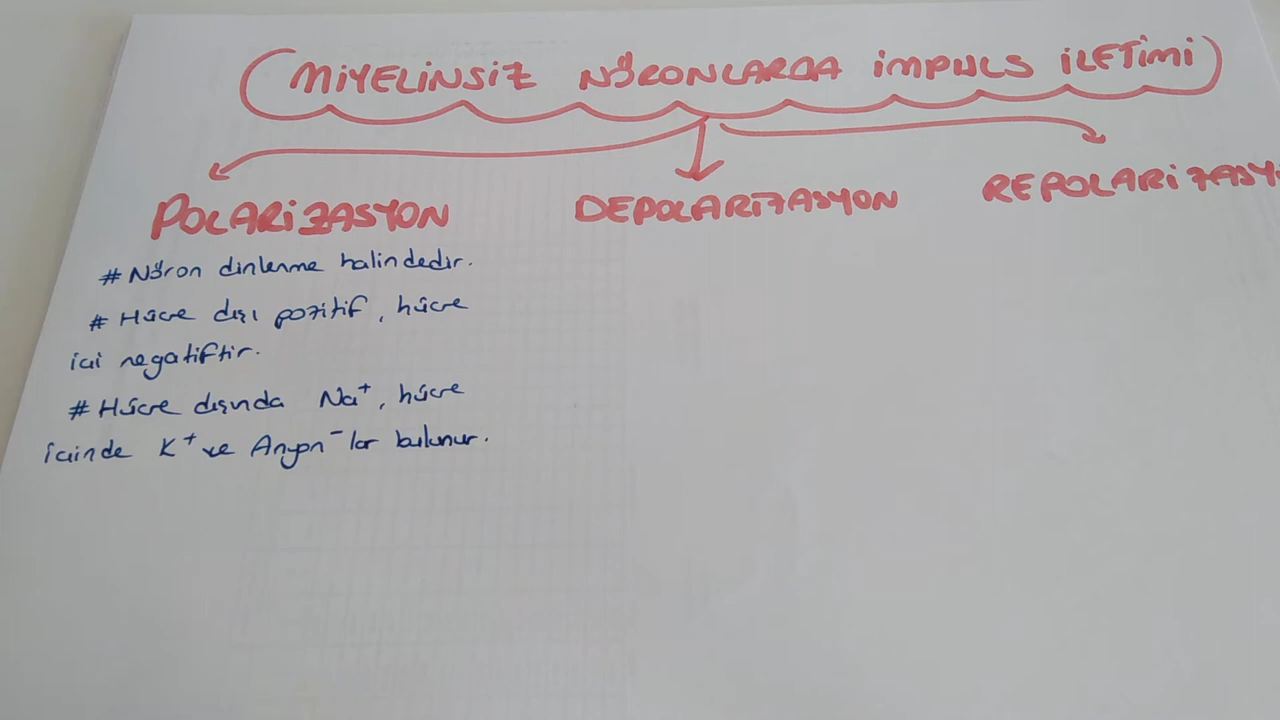 MİYELİNSİZ NÖRONLARDA İMPULS İLETİMİ
POLARİZASYON DEPOLARİZASYON REPOLARİZASY
# Nöron dinlenme halindedir.
# Hücre dışı pozitif, hücre
içi negatiftir.
# Hücre dışında Na⁺, hücre
içinde K⁺ ve Anyon⁻lar bulunur.